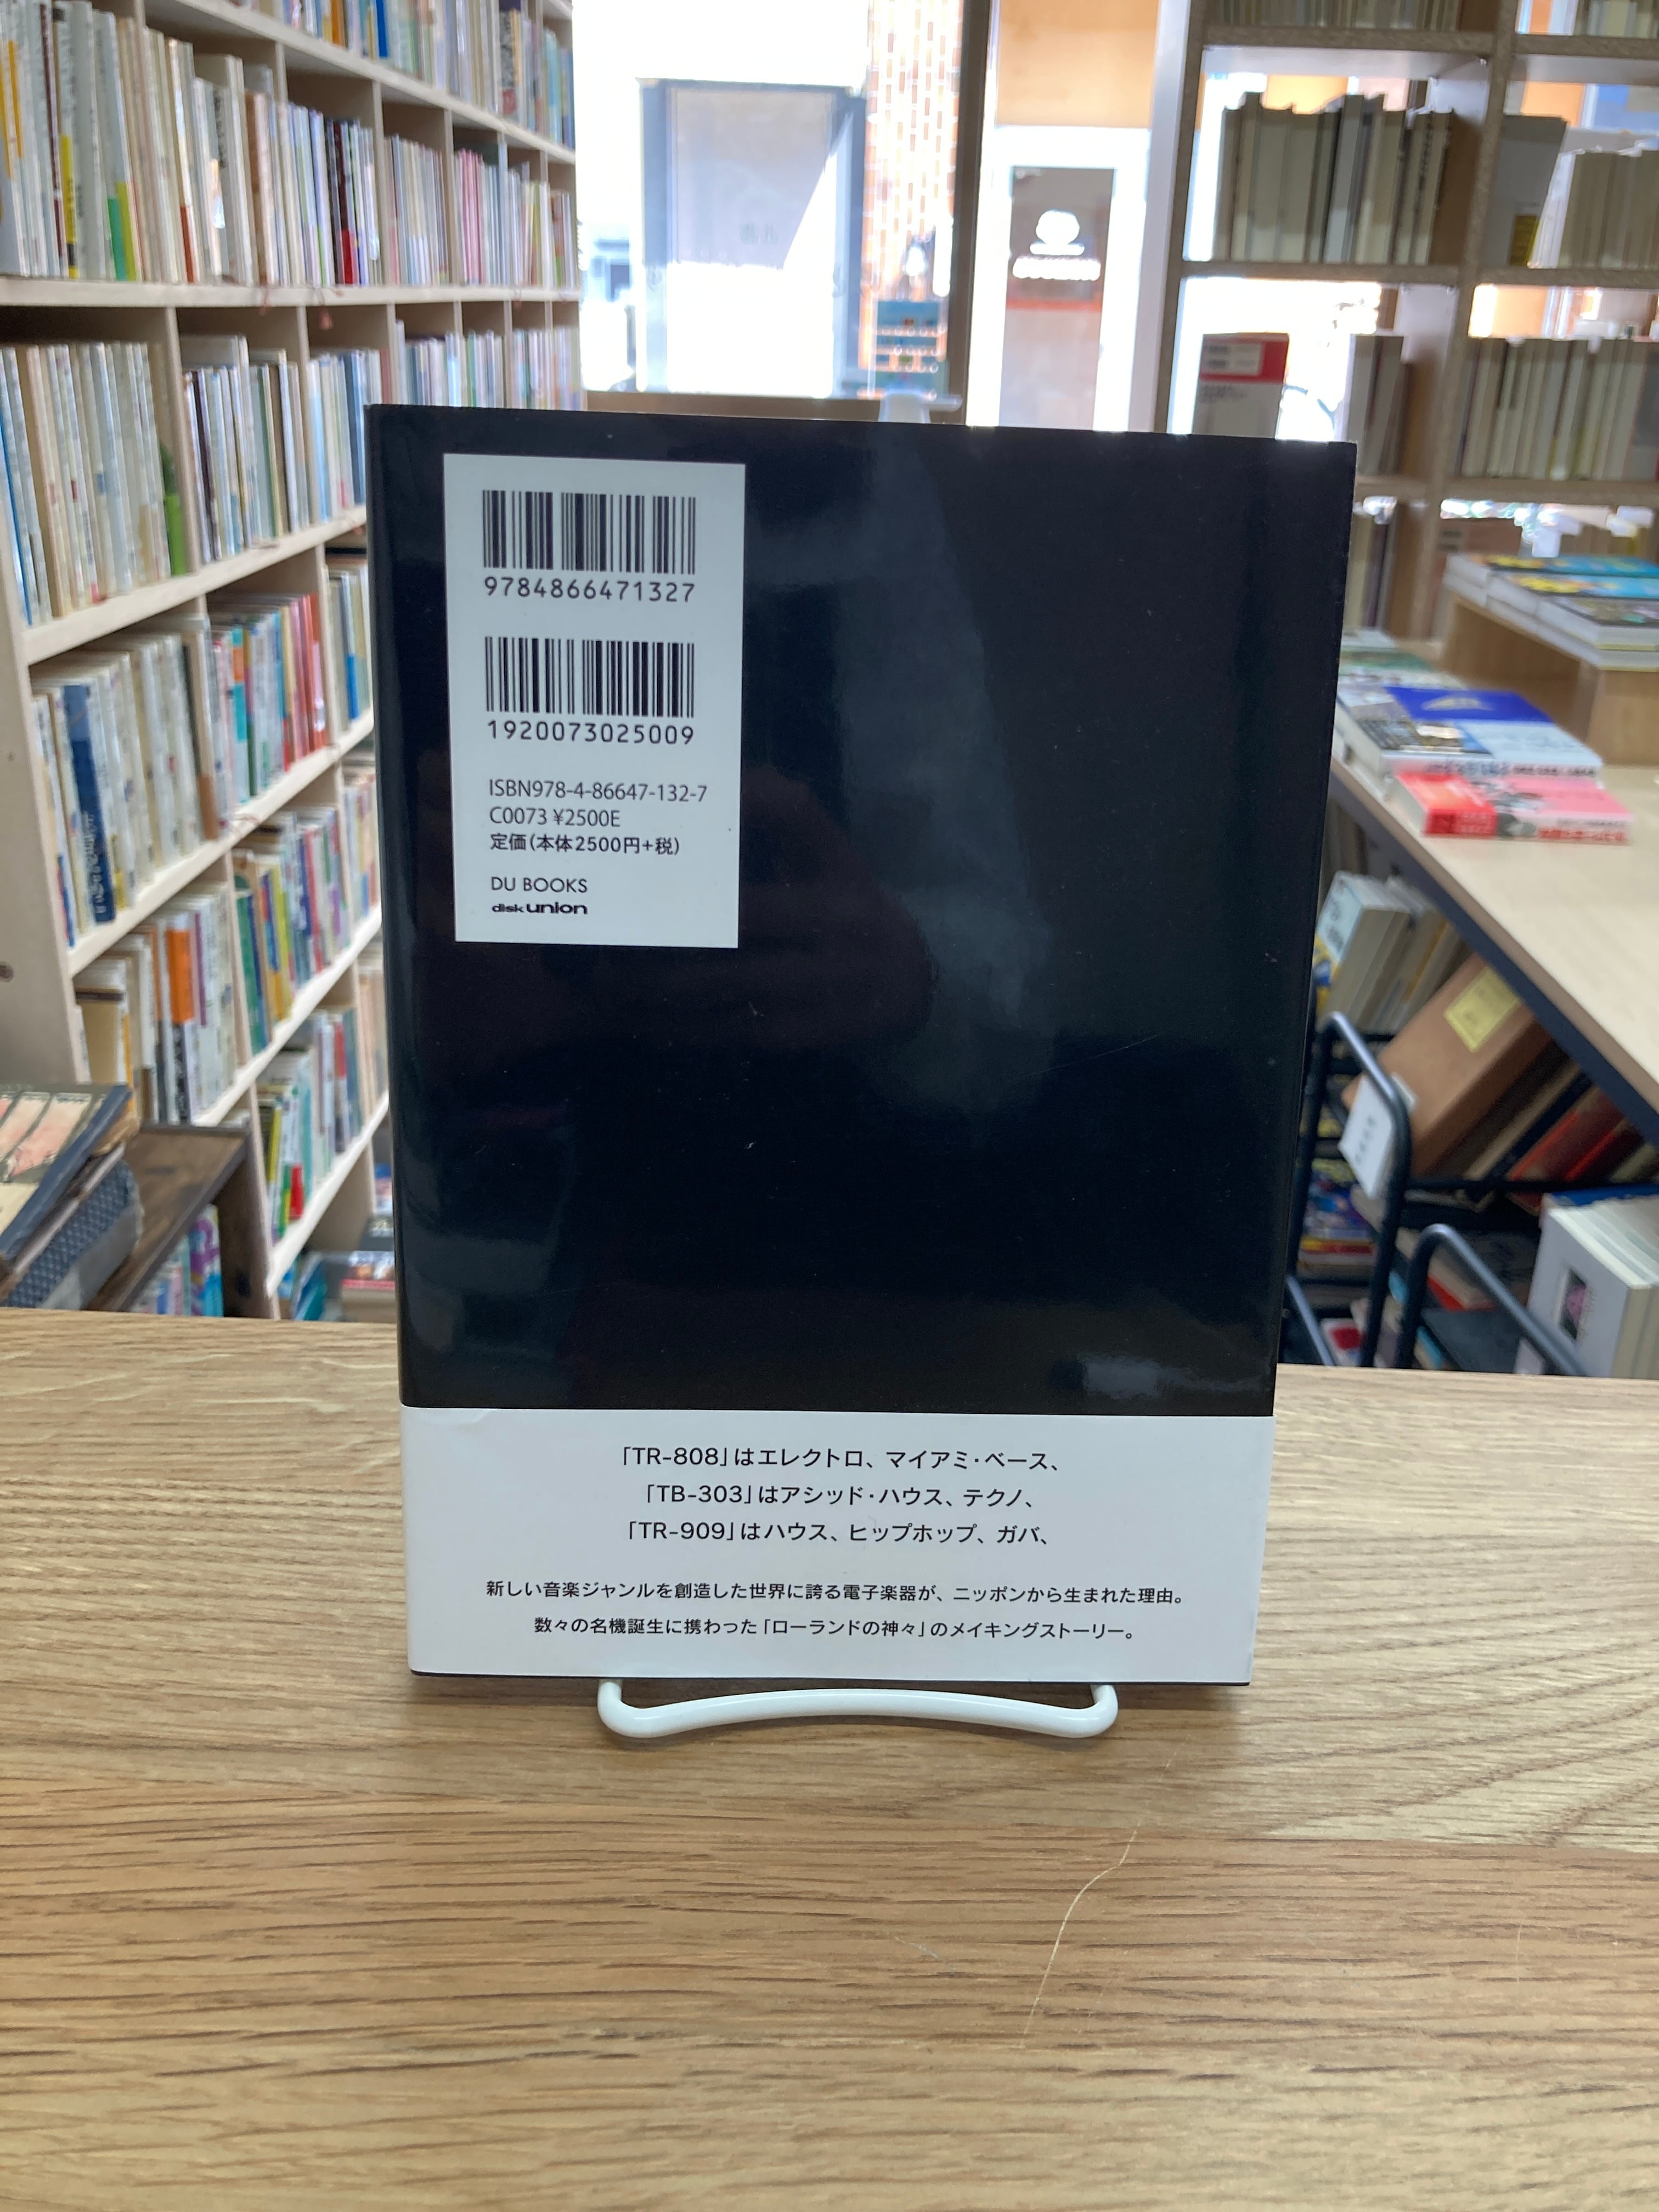 9784866471327
1920073025009
ISBN978-4-86647-132-7
C0073 ¥2500E
定価(本体2500円+税)
DU BOOKS
disk union
「TR-808」はエレクトロ、マイアミ・ベース、
「TB-303」はアシッド・ハウス、テクノ、
「TR-909」はハウス、ヒップホップ、ガバ、
新しい音楽ジャンルを創造した世界に誇る電子楽器が、ニッポンから生まれた理由。
数々の名機誕生に携わった「ローランドの神々」のメイキングストーリー。